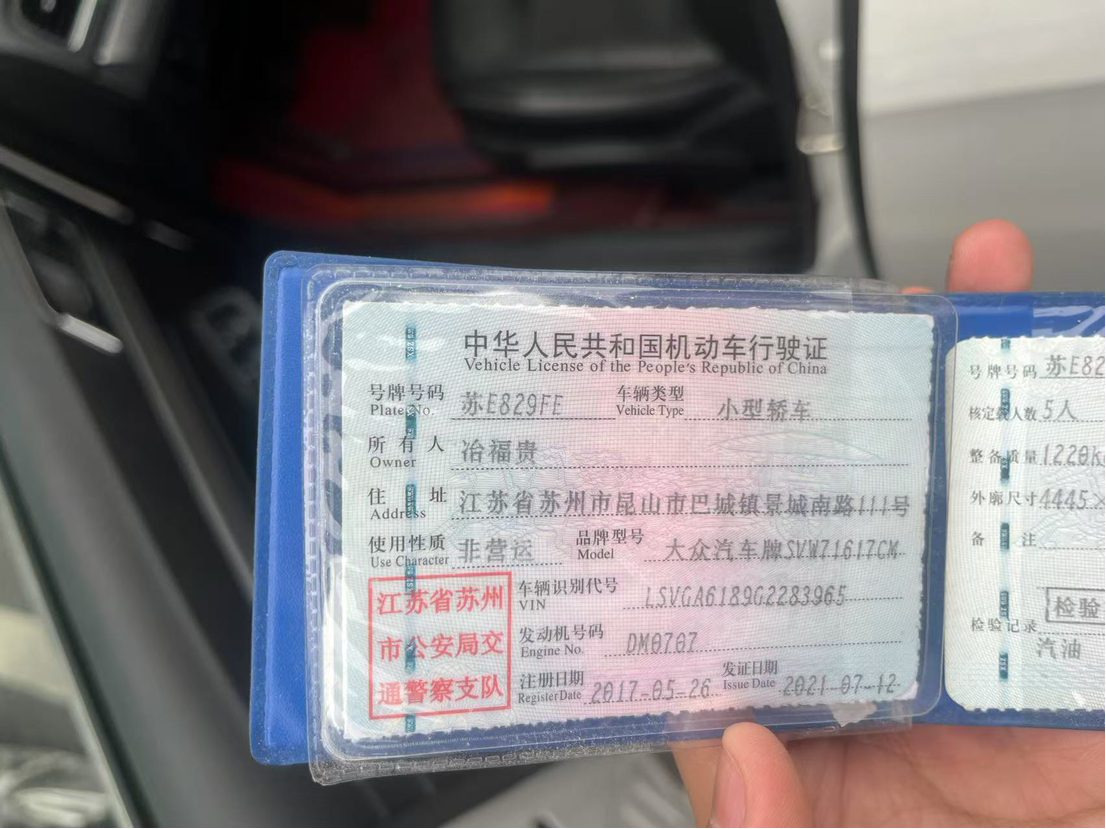 中华人民共和国机动车行驶证
Vehicle License of the People's Republic of China
号牌号码 苏E829FE 车辆类型 小型轿车
Plate No. Vehicle Type
所有人 冶福贵
Owner
住址 江苏省苏州市昆山市巴城镇景城南路111号
Address
使用性质 非营运 品牌型号 大众汽车牌SVW71617CM
Use Character Model
江苏省苏州
市公安局交
通警察支队
车辆识别代号 LSVGA6189G2283965
VIN
发动机号码 DM0707
Engine No.
注册日期 2017-05-26 发证日期 2021-07-12
Register Date Issue Date
号牌号码 苏E82
核定载人数 5人
整备质量 1220k
外廓尺寸 4445×
备注
检验
检验记录
汽油